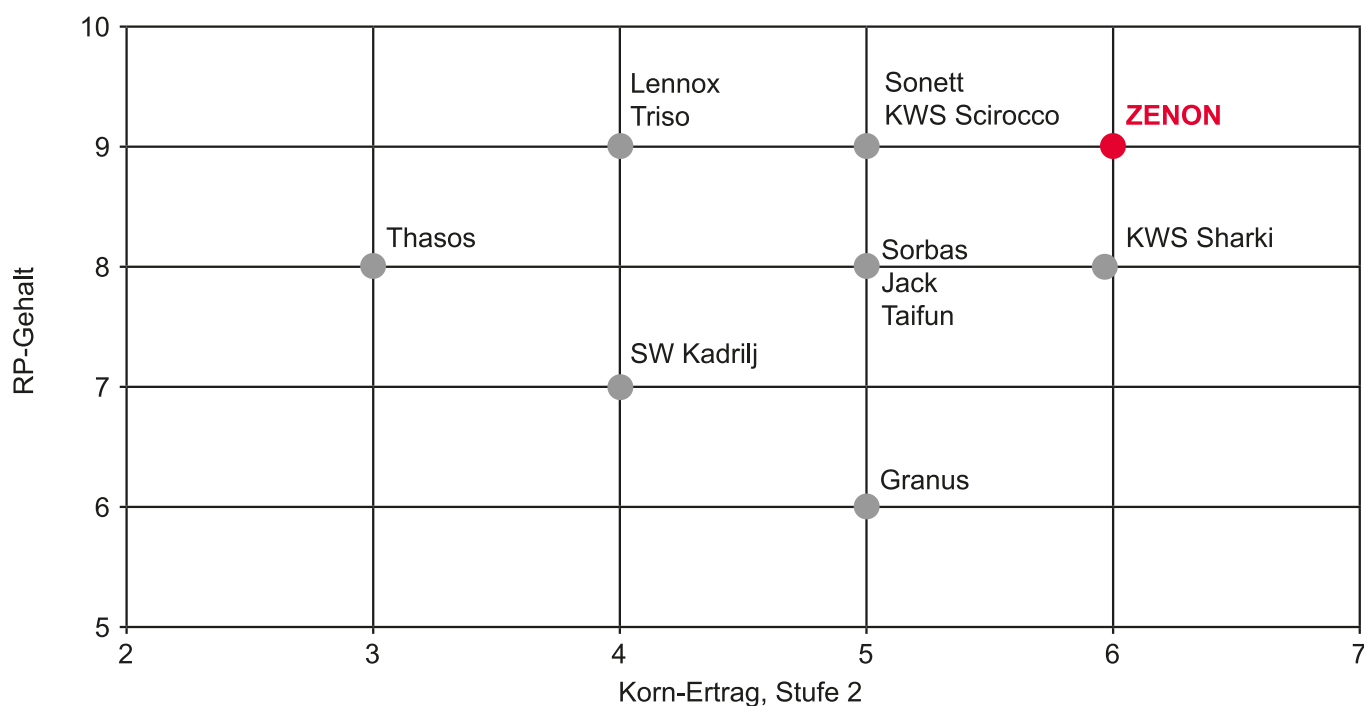 10
Lennox
Triso
Sonett
KWS Scirocco
ZENON
9
Thasos
Sorbas
Jack
Taifun
KWS Sharki
8
SW Kadrilj
7
Granus
6
5
RP-Gehalt
2
3
4
5
6
7
Korn-Ertrag, Stufe 2